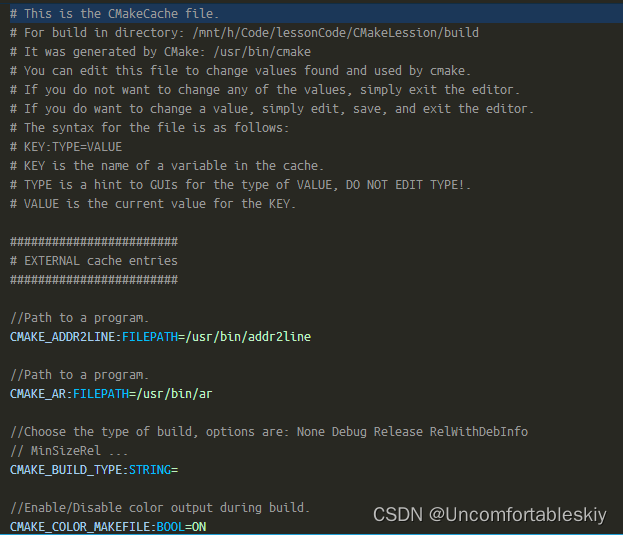 # This is the CMakeCache file.
# For build in directory: /mnt/h/Code/lessonCode/CMakeLession/build
# It was generated by CMake: /usr/bin/cmake
# You can edit this file to change values found and used by cmake.
# If you do not want to change any of the values, simply exit the editor.
# If you do want to change a value, simply edit, save, and exit the editor.
# The syntax for the file is as follows:
# KEY:TYPE=VALUE
# KEY is the name of a variable in the cache.
# TYPE is a hint to GUIs for the type of VALUE, DO NOT EDIT TYPE!.
# VALUE is the current value for the KEY.
########################
# EXTERNAL cache entries
########################
//Path to a program.
CMAKE_ADDR2LINE:FILEPATH=/usr/bin/addr2line
//Path to a program.
CMAKE_AR:FILEPATH=/usr/bin/ar
//Choose the type of build, options are: None Debug Release RelWithDebInfo
// MinSizeRel ...
CMAKE_BUILD_TYPE:STRING=
//Enable/Disable color output during build.
CMAKE_COLOR_MAKEFILE:BOOL=ON
CSDN @Uncomfortableskiy